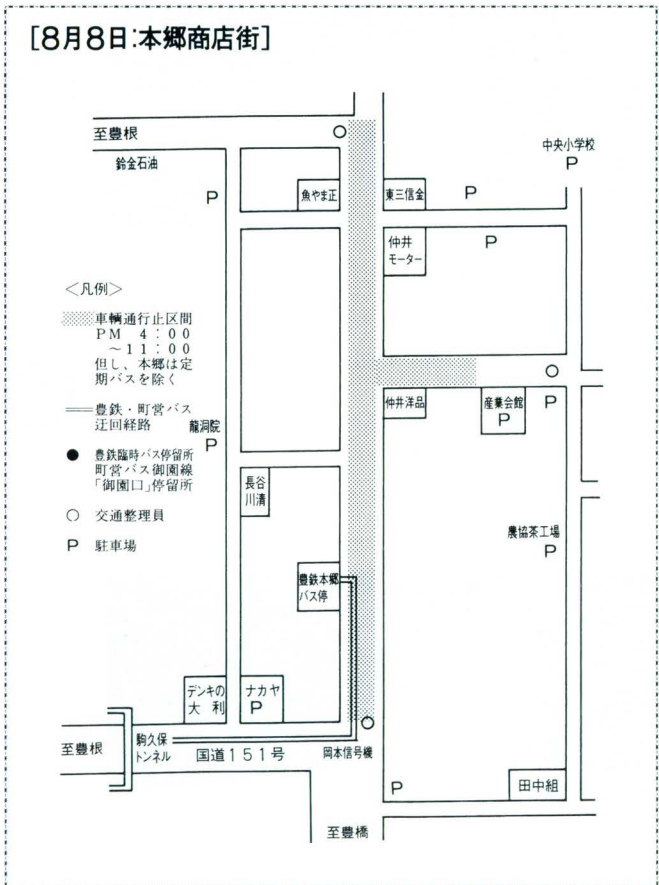 [8月8日:本郷商店街]
至豊根
鈴金石油
P
魚やま正
東三信金
P
中央小学校
P
仲井
モーター
P
<凡例>
車輌通行止区間
PM 4:00
~11:00
但し、本郷は定
期バスを除く
豊鉄・町営バス
迂回経路
豊鉄臨時バス停留所
町営バス御園線
「御園口」停留所
交通整理員
P 駐車場
龍洞院
P
仲井洋品
産業会館
P
P
長谷
川清
農協茶工場
P
豊鉄本郷
バス停
デンキの
大利
ナカヤ
P
至豊根
駒久保
トンネル
国道151号
岡本信号機
P
田中組
至豊橋